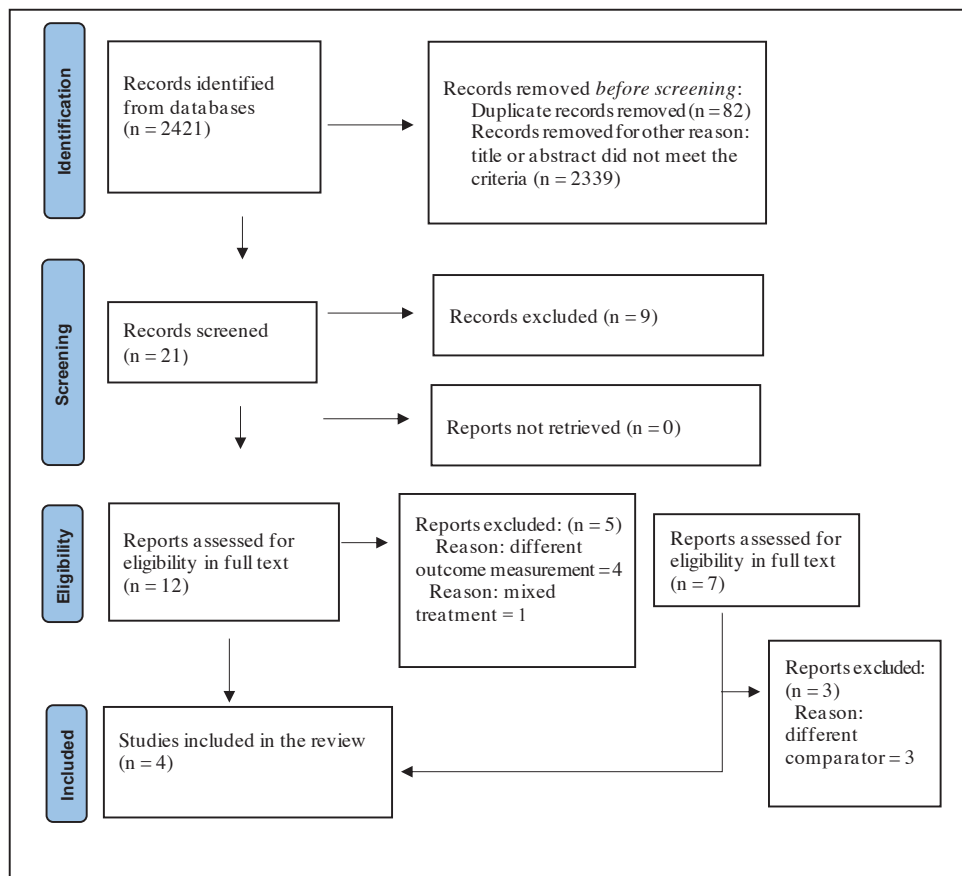 Identification
Records identified
from databases
(n = 2421)
Records removed before screening:
Duplicate records removed (n = 82)
Records removed for other reason:
title or abstract did not meet the
criteria (n = 2339)
Screening
Records screened
(n = 21)
Records excluded (n = 9)
Reports not retrieved (n = 0)
Eligibility
Reports assessed for
eligibility in full text
(n = 12)
Reports excluded: (n = 5)
Reason: different
outcome measurement = 4
Reason: mixed
treatment = 1
Reports assessed for
eligibility in full text
(n = 7)
Reports excluded:
(n = 3)
Reason:
different
comparator = 3
Included
Studies included in the review
(n = 4)